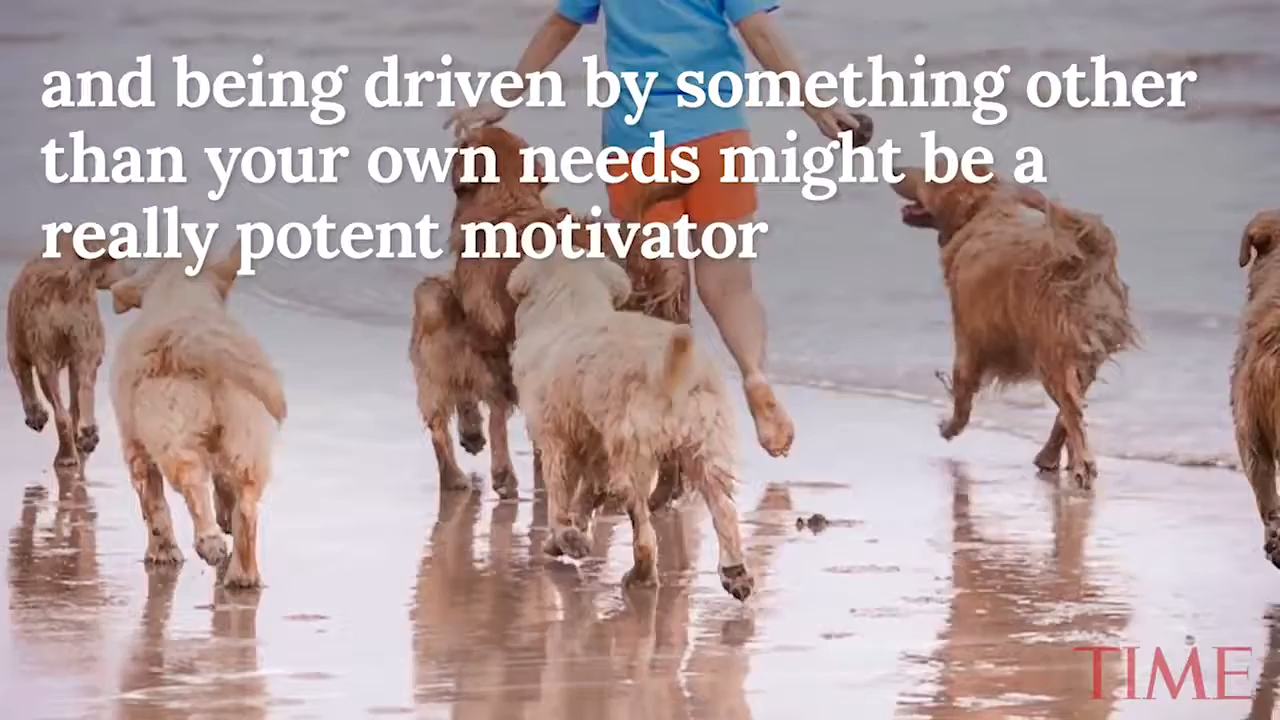 and being driven by something other
than your own needs might be a
really potent motivator
TIME